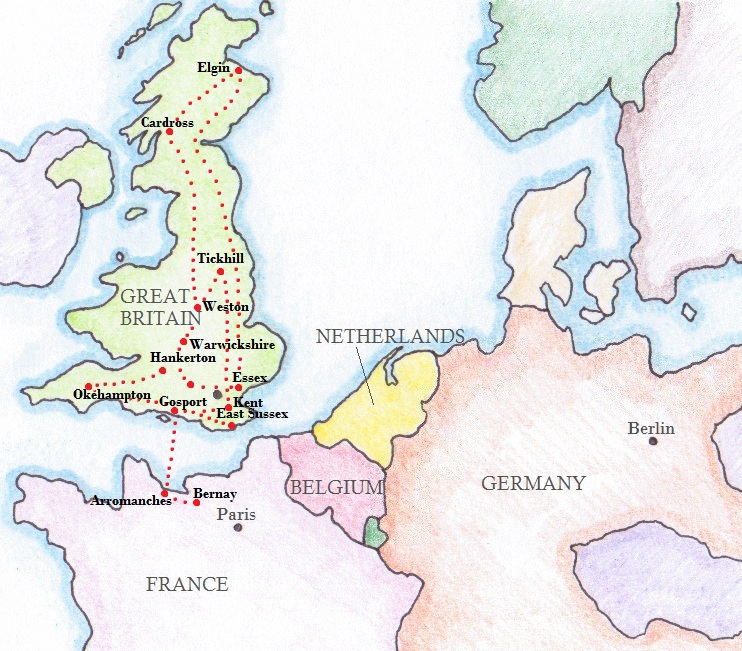 Elgin
Cardross
Tickhill
GREAT
BRITAIN
Weston
NETHERLANDS
Warwickshire
Hankerton
Essex
Okehampton
Gosport
Kent
East Sussex
Berlin
BELGIUM
GERMANY
Arromanches
Bernay
Paris
FRANCE